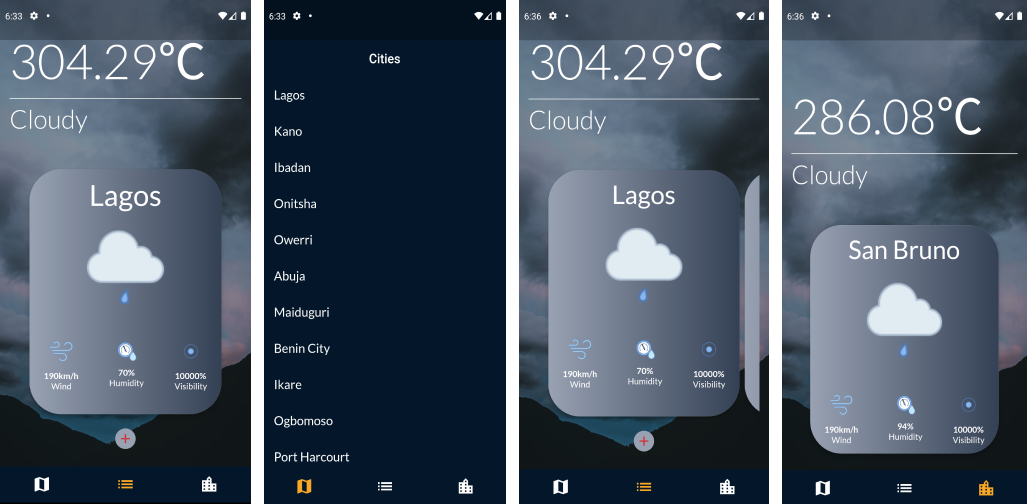 6:33
304.29°C
Cloudy
Lagos
190km/h
Wind
70%
Humidity
10000%
Visibility
6:33
Cities
Lagos
Kano
Ibadan
Onitsha
Owerri
Abuja
Maiduguri
Benin City
Ikare
Ogbomoso
Port Harcourt
6:36
304.29°C
Cloudy
Lagos
190km/h
Wind
70%
Humidity
10000%
Visibility
6:36
286.08°C
Cloudy
San Bruno
190km/h
Wind
94%
Humidity
10000%
Visibility